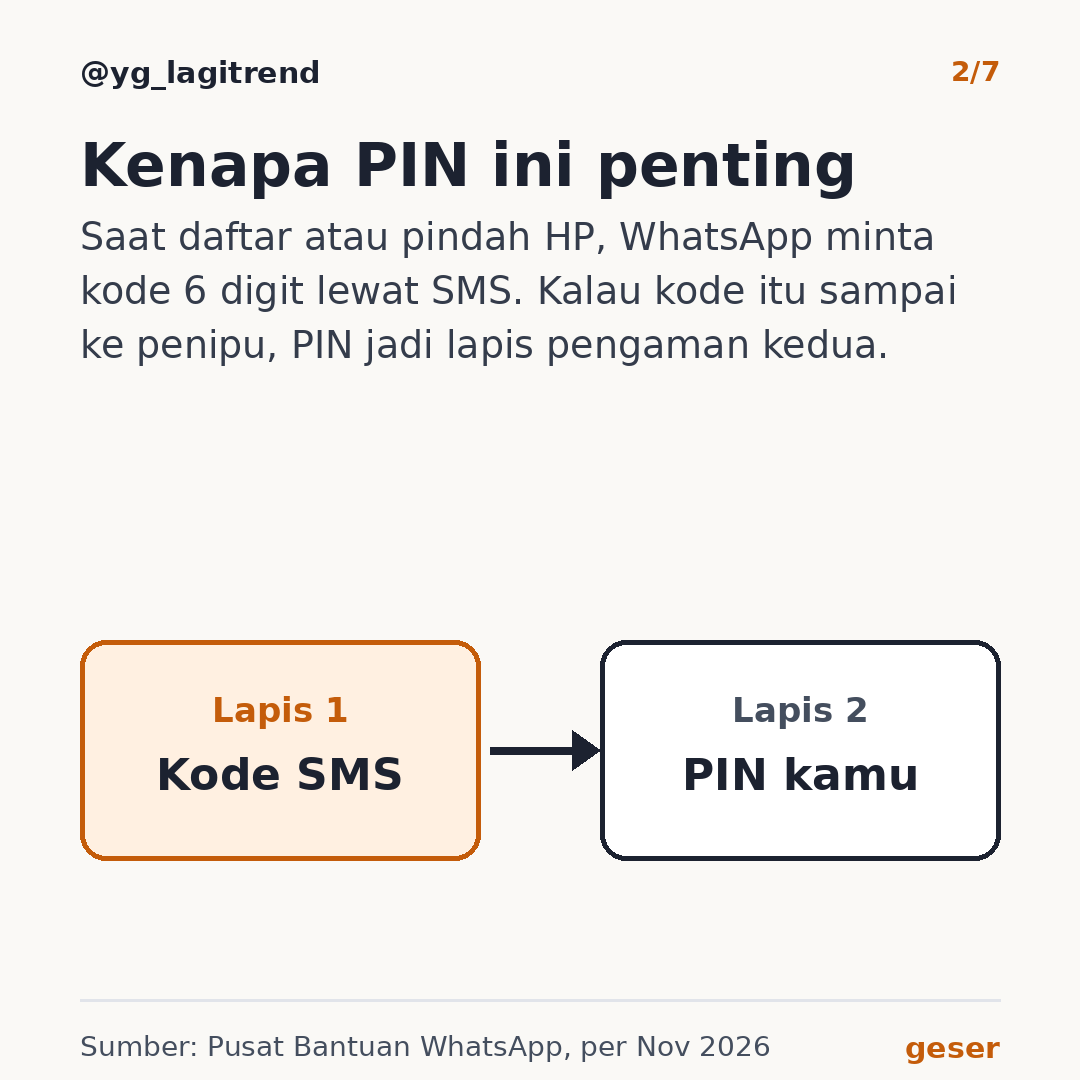 @yg_lagitrend
2/7
Kenapa PIN ini penting
Saat daftar atau pindah HP, WhatsApp minta
kode 6 digit lewat SMS. Kalau kode itu sampai
ke penipu, PIN jadi lapis pengaman kedua.
Lapis 1
Kode SMS
Lapis 2
PIN kamu
Sumber: Pusat Bantuan WhatsApp, per Nov 2026
geser